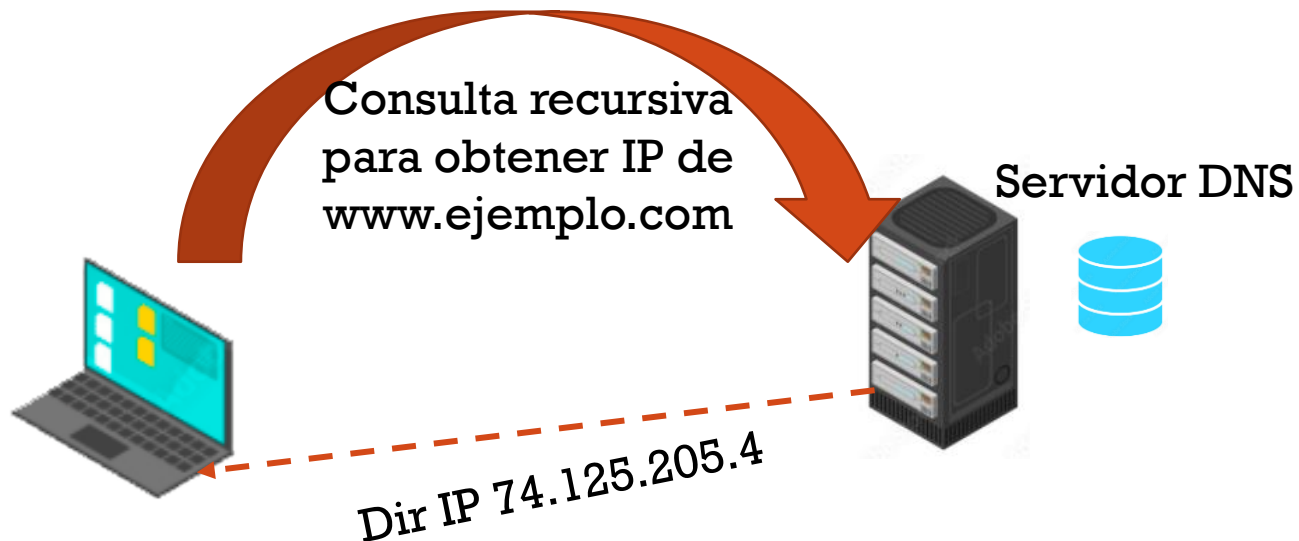 Consulta recursiva
para obtener IP de
www.ejemplo.com
Servidor DNS
Dir IP 74.125.205.4